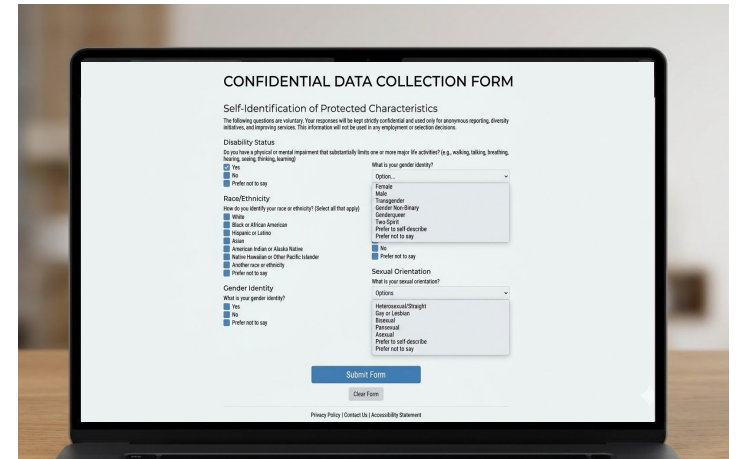 CONFIDENTIAL DATA COLLECTION FORM
Self-Identification of Protected Characteristics
The following questions are voluntary. Your responses will be kept strictly confidential and used only for anonymous reporting, diversity
initiatives, and improving services. This information will not be used in any employment or selection decisions.
Disability Status
Do you have a physical or mental impairment that substantially limits one or more major life activities? (e.g., walking, talking, breathing,
hearing, seeing, thinking, learning)
Yes
No
Prefer not to say
Race/Ethnicity
How do you identify your race or ethnicity? (Select all that apply)
White
Black or African American
Hispanic or Latino
Asian
American Indian or Alaska Native
Native Hawaiian or Other Pacific Islander
Another race or ethnicity
Prefer not to say
Gender Identity
What is your gender identity?
Yes
No
Prefer not to say
What is your gender identity?
Option...
Female
Male
Transgender
Gender Non-Binary
Genderqueer
Two-Spirit
Prefer to self-describe
Prefer not to say
No
Prefer not to say
Sexual Orientation
What is your sexual orientation?
Options
Heterosexual/Straight
Gay or Lesbian
Bisexual
Pansexual
Asexual
Prefer to self-describe
Prefer not to say
Submit Form
Clear Form
Privacy Policy | Contact Us | Accessibility Statement